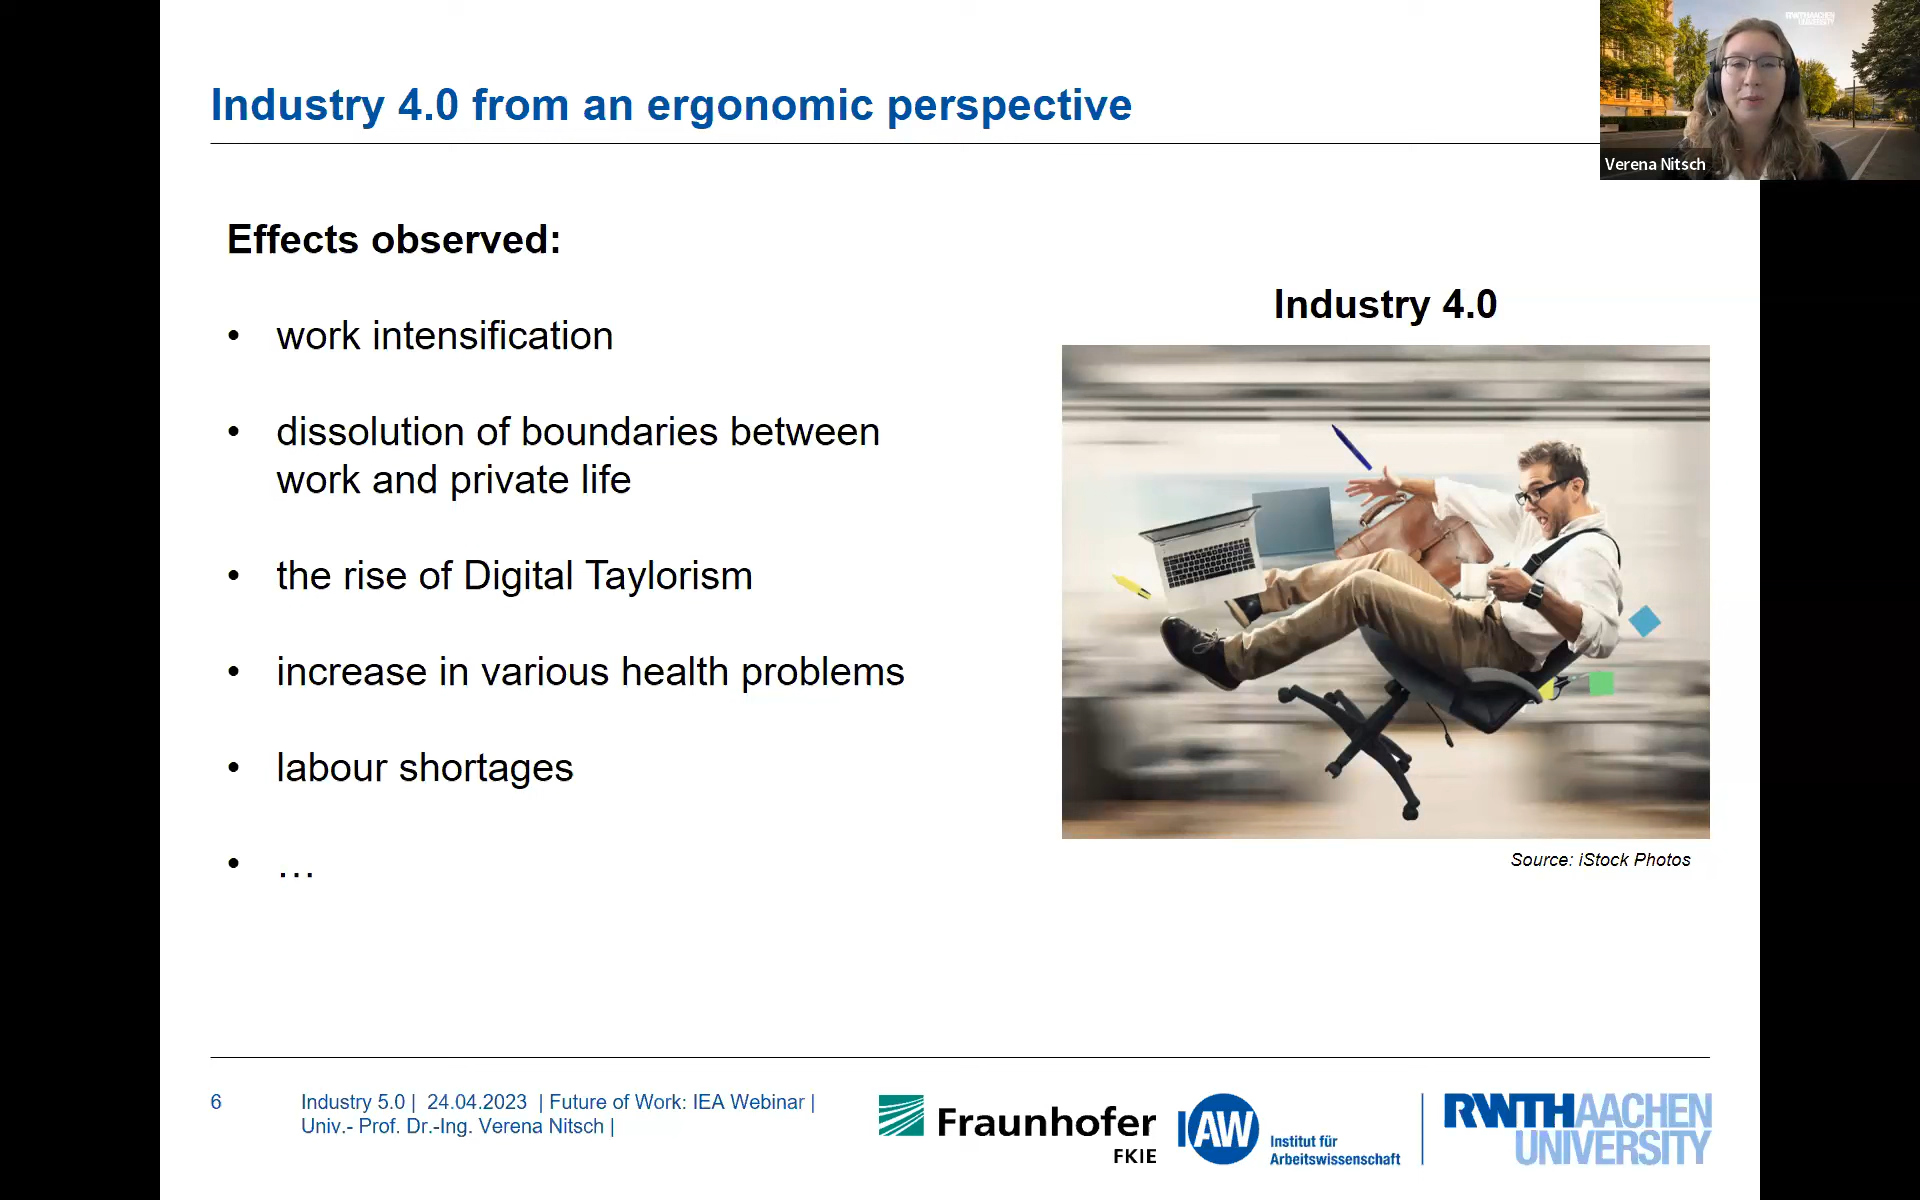 RWTHAACHEN
UNIVERSITY
Verena Nitsch
Industry 4.0 from an ergonomic perspective
Effects observed:
• work intensification
• dissolution of boundaries between
work and private life
• the rise of Digital Taylorism
• increase in various health problems
• labour shortages
• …
Industry 4.0
Source: iStock Photos
6
Industry 5.0 | 24.04.2023 | Future of Work: IEA Webinar |
Univ.- Prof. Dr.-Ing. Verena Nitsch |
Fraunhofer
FKIE
IAW
Institut für
Arbeitswissenschaft
RWTHAACHEN
UNIVERSITY